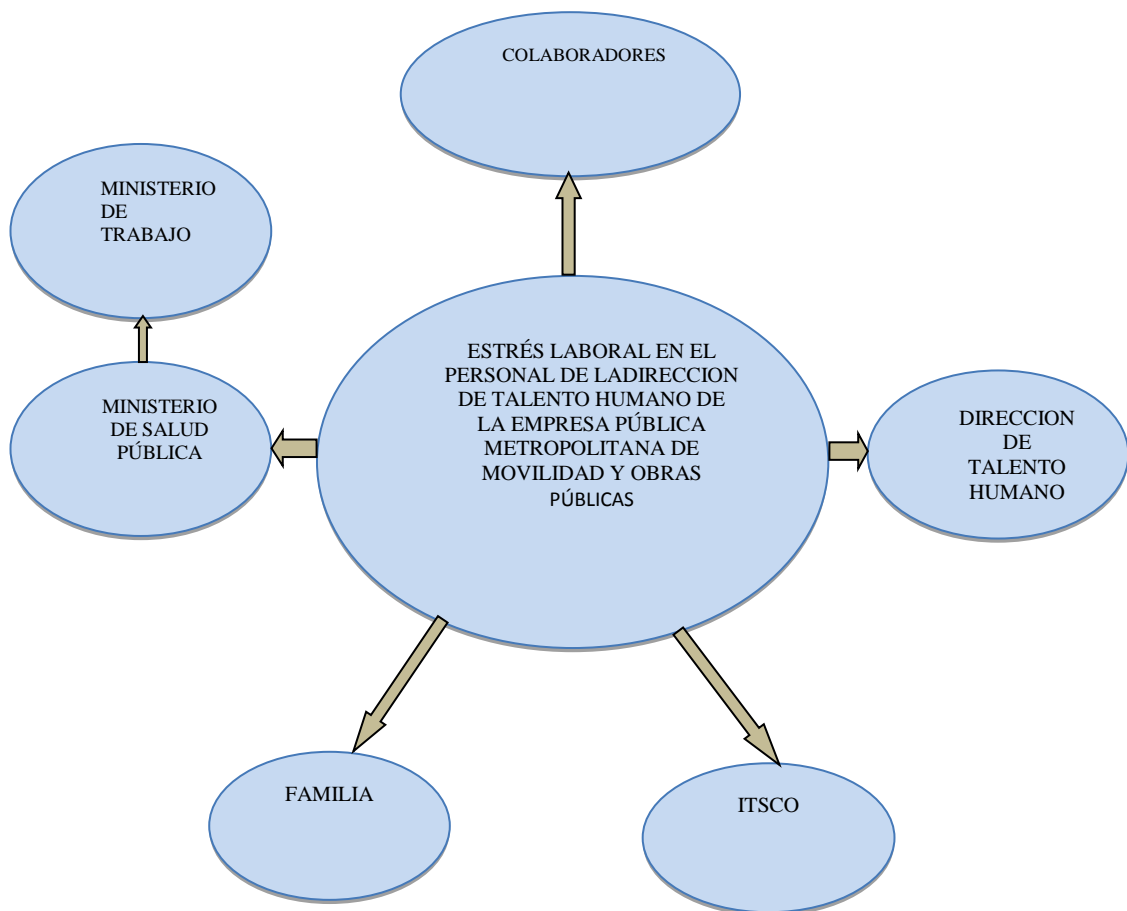 COLABORADORES
MINISTERIO
DE
TRABAJO
ESTRÉS LABORAL EN EL
PERSONAL DE LADIRECCION
DE TALENTO HUMANO DE
LA EMPRESA PÚBLICA
METROPOLITANA DE
MOVILIDAD Y OBRAS
PÚBLICAS
MINISTERIO
DE SALUD
PÚBLICA
DIRECCION
DE
TALENTO
HUMANO
FAMILIA
ITSCO